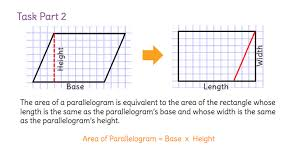 Task Part 2
Height
Base
Width
Length
The area of a parallelogram is equivalent to the area of the rectangle whose
length is the same as the parallelogram's base and whose width is the same
as the parallelogram's height.
Area of Parallelogram = Base x Height